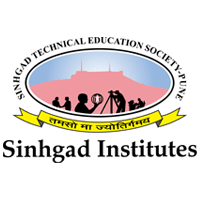 SINHGAD TECHNICAL EDUCATION SOCIETY-PUNE
तमसो मा ज्योतिर्गमय
Sinhgad Institutes